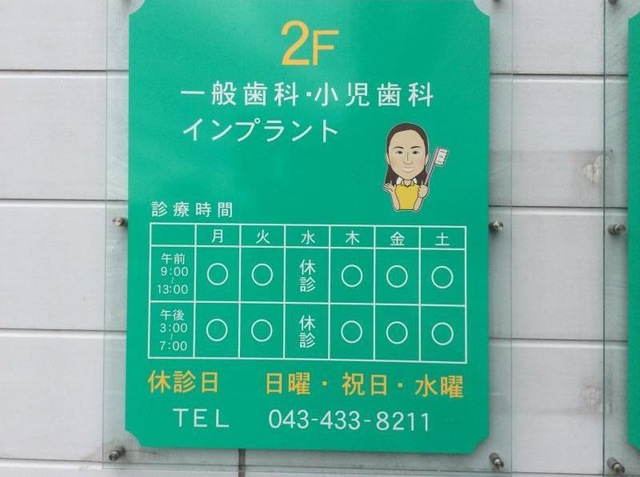 2F
一般歯科・小児歯科
インプラント
診療時間
月 火 水 木 金 土
午前 9:00 〜 13:00 ○ ○ 休診 ○ ○ ○
午後 3:00 〜 7:00 ○ ○ 休診 ○ ○ ○
休診日 日曜・祝日・水曜
TEL 043-433-8211